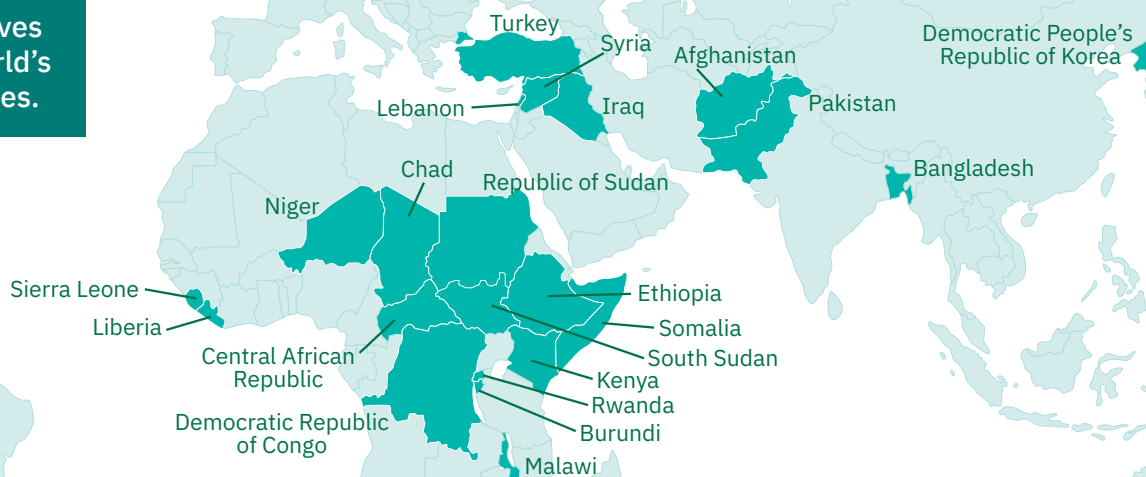 ves
rld’s
es.
Turkey
Syria
Afghanistan
Democratic People’s
Republic of Korea
Lebanon
Iraq
Pakistan
Chad
Republic of Sudan
Bangladesh
Niger
Sierra Leone
Ethiopia
Liberia
Somalia
Central African
Republic
South Sudan
Kenya
Rwanda
Democratic Republic
of Congo
Burundi
Malawi